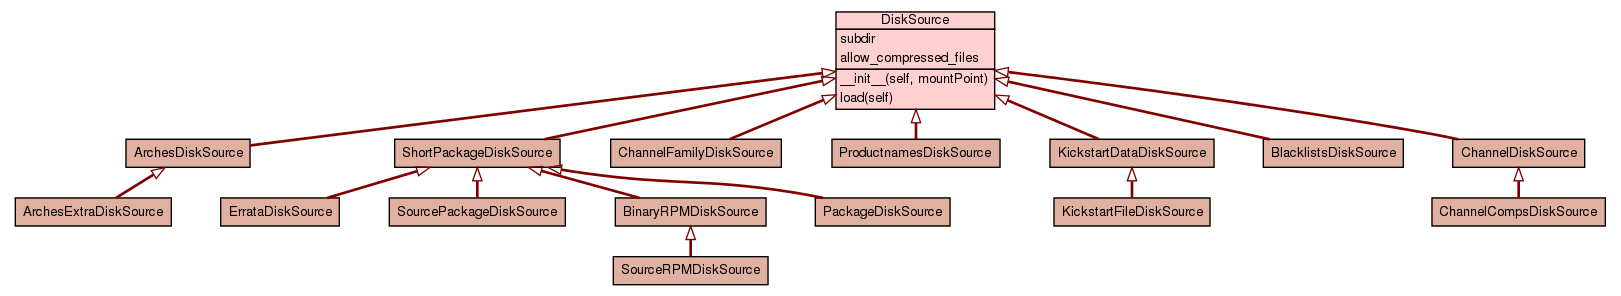 DiskSource
subdir
allow_compressed_files
__init__(self, mountPoint)
load(self)
ArchesDiskSource
ShortPackageDiskSource
ChannelFamilyDiskSource
ProductnamesDiskSource
KickstartDataDiskSource
BlacklistsDiskSource
ChannelDiskSource
ArchesExtraDiskSource
ErrataDiskSource
SourcePackageDiskSource
BinaryRPMDiskSource
PackageDiskSource
KickstartFileDiskSource
ChannelCompsDiskSource
SourceRPMDiskSource